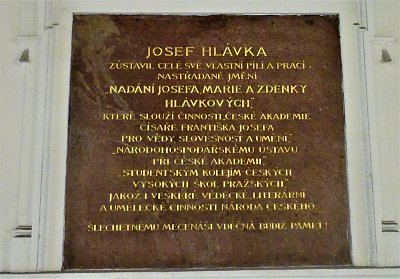 JOSEF HLÁVKA
ZŮSTAVIL CELÉ SVÉ VLASTNÍ PÍLÍ A PRACÍ
NASTŘÁDANÉ JMĚNÍ
NADÁNÍ JOSEFA, MARIE A ZDENKY
HLÁVKOVÝCH,"
KTERÉ SLOUŽÍ ČINNOSTI „ČESKÉ AKADEMIE
CÍSAŘE FRANTIŠKA JOSEFA
PRO VĚDY, SLOVESNOST A UMĚNÍ,"
„NÁRODOHOSPODÁŘSKÉMU ÚSTAVU
PŘI ČESKÉ AKADEMII,"
„STUDENTSKÝM KOLEJÍM ČESKÝCH
VYSOKÝCH ŠKOL PRAŽSKÝCH,"
JAKOŽ I VEŠKERÉ VĚDECKÉ, LITERÁRNÍ
A UMĚLECKÉ ČINNOSTI NÁRODA ČESKÉHO.
ŠLECHETNÉMU MECENÁŠI VDĚČNÁ BUDIŽ PAMĚŤ!